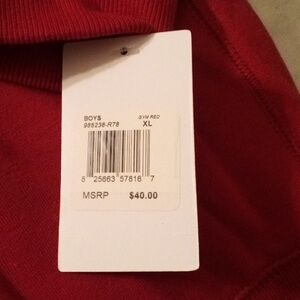 BOYS GYM RED
986238-R78 XL
8 25663 57816 7
MSRP $40.00